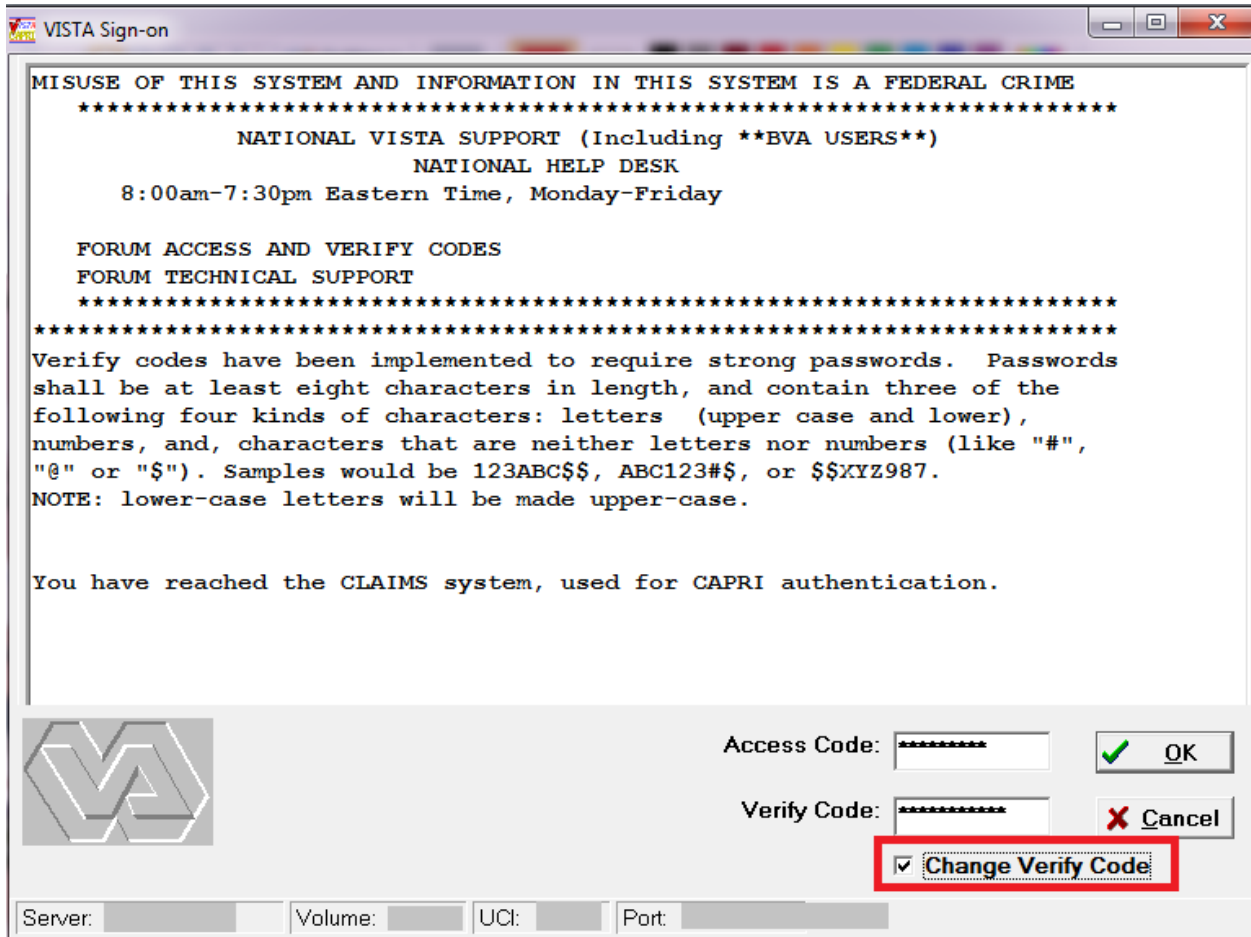 VISTA Sign-on
MISUSE OF THIS SYSTEM AND INFORMATION IN THIS SYSTEM IS A FEDERAL CRIME
***********************************************************************
NATIONAL VISTA SUPPORT (Including **BVA USERS**)
NATIONAL HELP DESK
8:00am-7:30pm Eastern Time, Monday-Friday
FORUM ACCESS AND VERIFY CODES
FORUM TECHNICAL SUPPORT
***********************************************************************
**************************************************************************
Verify codes have been implemented to require strong passwords.  Passwords
shall be at least eight characters in length, and contain three of the
following four kinds of characters: letters  (upper case and lower),
numbers, and, characters that are neither letters nor numbers (like "#",
"@" or "$"). Samples would be 123ABC$$, ABC123#$, or $$XYZ987.
NOTE: lower-case letters will be made upper-case.
You have reached the CLAIMS system, used for CAPRI authentication.
Access Code: *********
OK
Verify Code: ***********
Cancel
Change Verify Code
Server: Volume: UCI: Port: